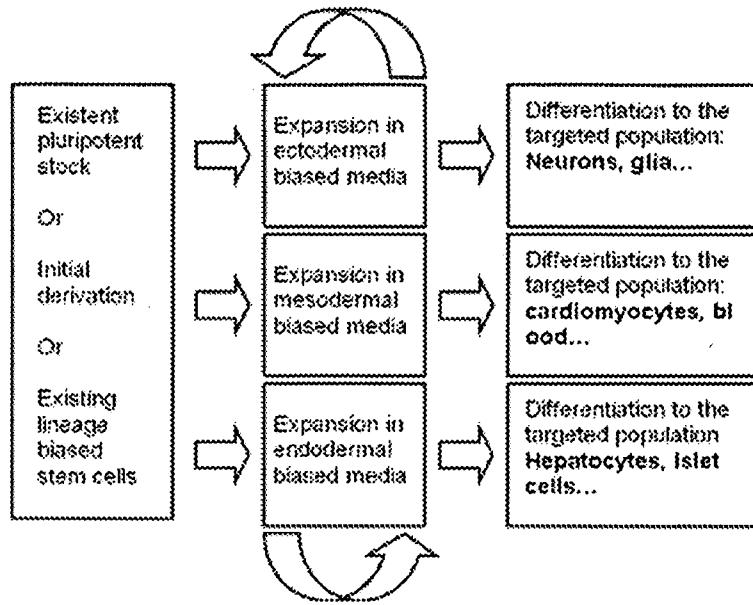 Existent
pluripotent
stock
Or
Initial
derivation
Or
Existing
lineage
biased
stem cells
Expansion in
ectodermal
biased media
Differentiation to the
targeted population:
Neurons, glia...
Expansion in
mesodermal
biased media
Differentiation to the
targeted population:
cardiomyocytes, bl
ood...
Expansion in
endodermal
biased media
Differentiation to the
targeted population
Hepatocytes, Islet
cells...